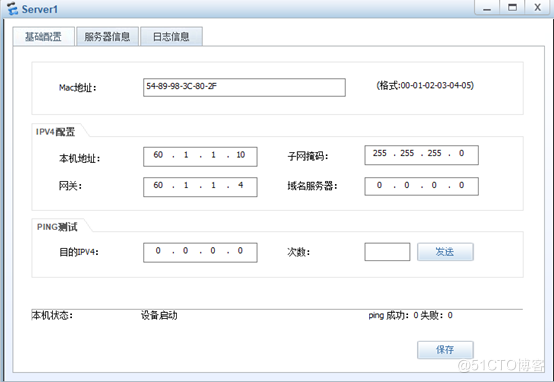 Server1
基础配置 服务器信息 日志信息
Mac地址: 54-89-98-3C-80-2F (格式:00-01-02-03-04-05)
IPV4配置
本机地址: 60 . 1 . 1 . 10 子网掩码: 255 . 255 . 255 . 0
网关: 60 . 1 . 1 . 4 域名服务器: 0 . 0 . 0 . 0
PING测试
目的IPV4: 0 . 0 . 0 . 0 次数: 发送
本机状态: 设备启动 ping 成功: 0 失败: 0
保存
@51CTO博客